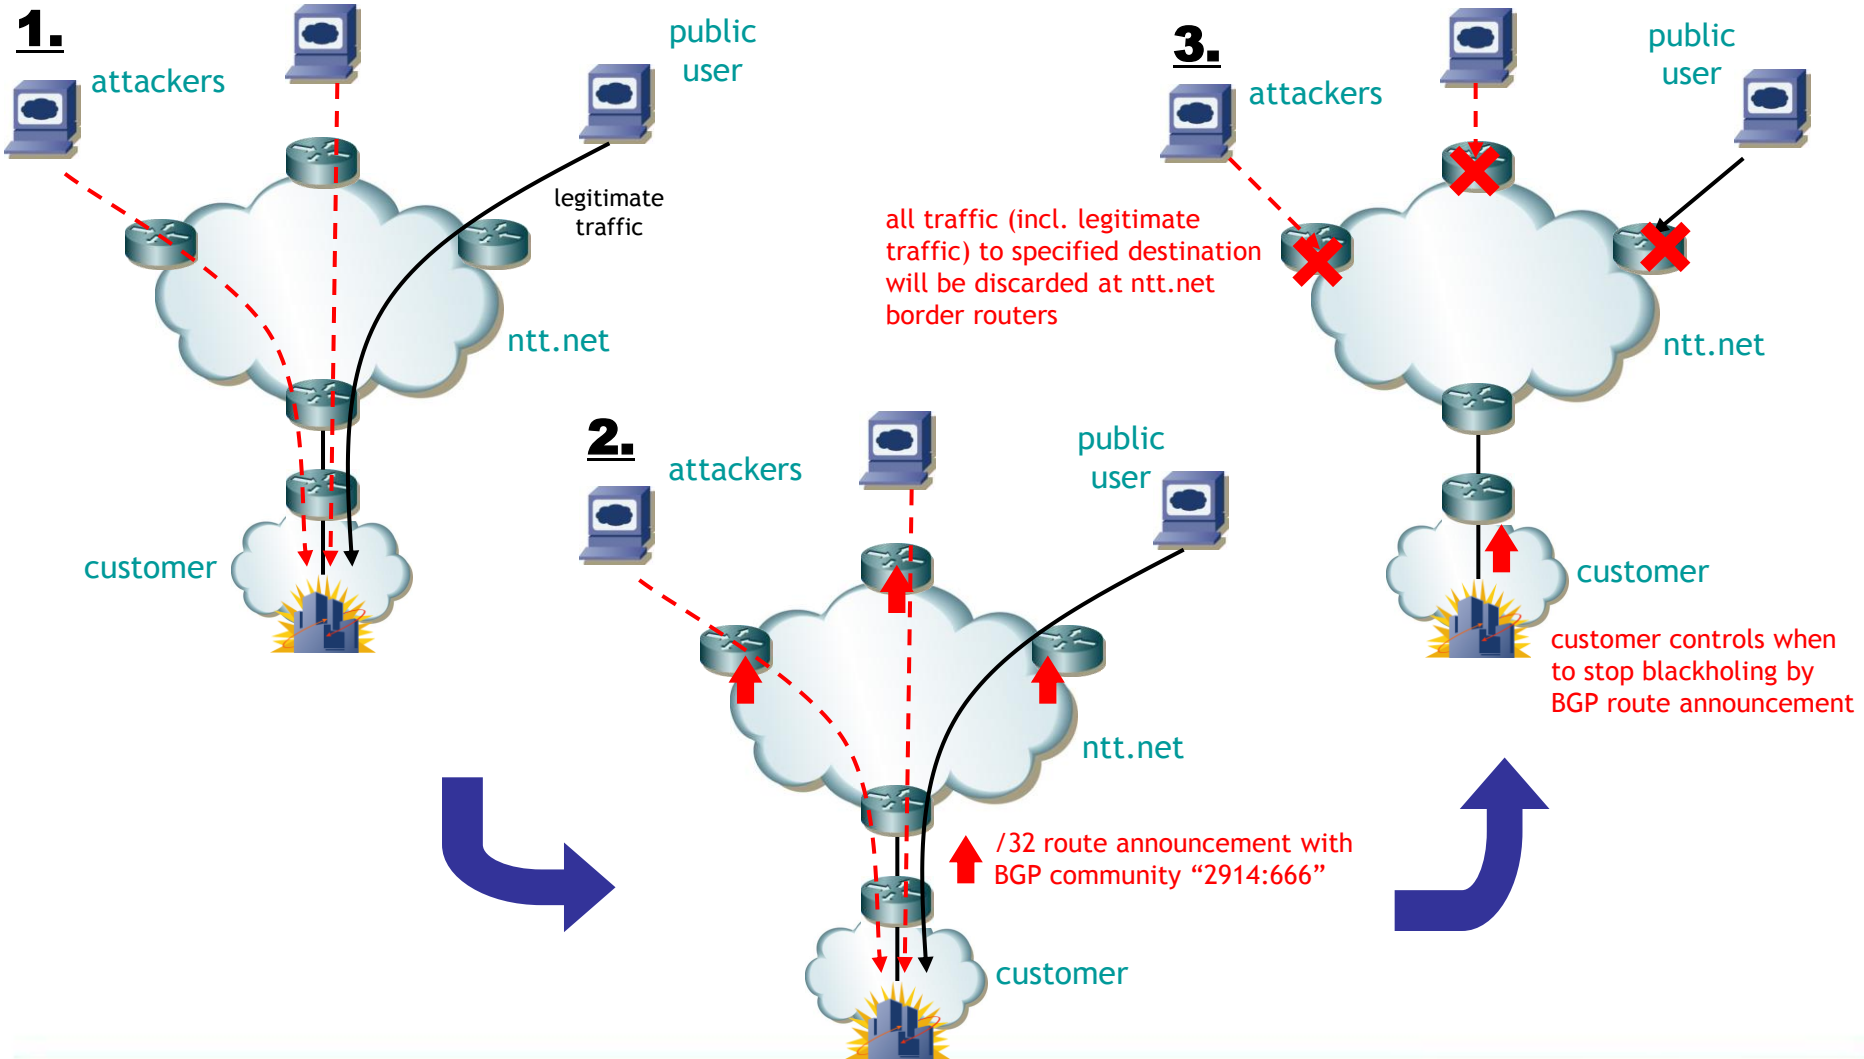 1.
attackers
public
user
legitimate
traffic
ntt.net
customer
2.
attackers
public
user
ntt.net
/32 route announcement with
BGP community “2914:666”
customer
3.
attackers
public
user
all traffic (incl. legitimate
traffic) to specified destination
will be discarded at ntt.net
border routers
ntt.net
customer
customer controls when
to stop blackholing by
BGP route announcement